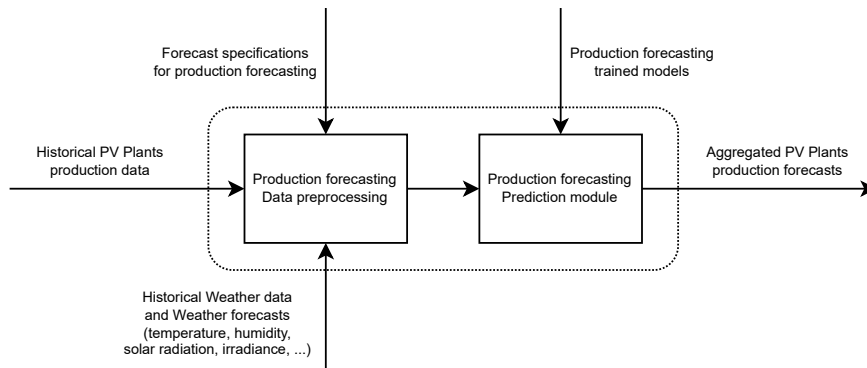 Forecast specifications
for production forecasting
Production forecasting
trained models
Historical PV Plants
production data
Production forecasting
Data preprocessing
Production forecasting
Prediction module
Aggregated PV Plants
production forecasts
Historical Weather data
and Weather forecasts
(temperature, humidity,
solar radiation, irradiance, ...)